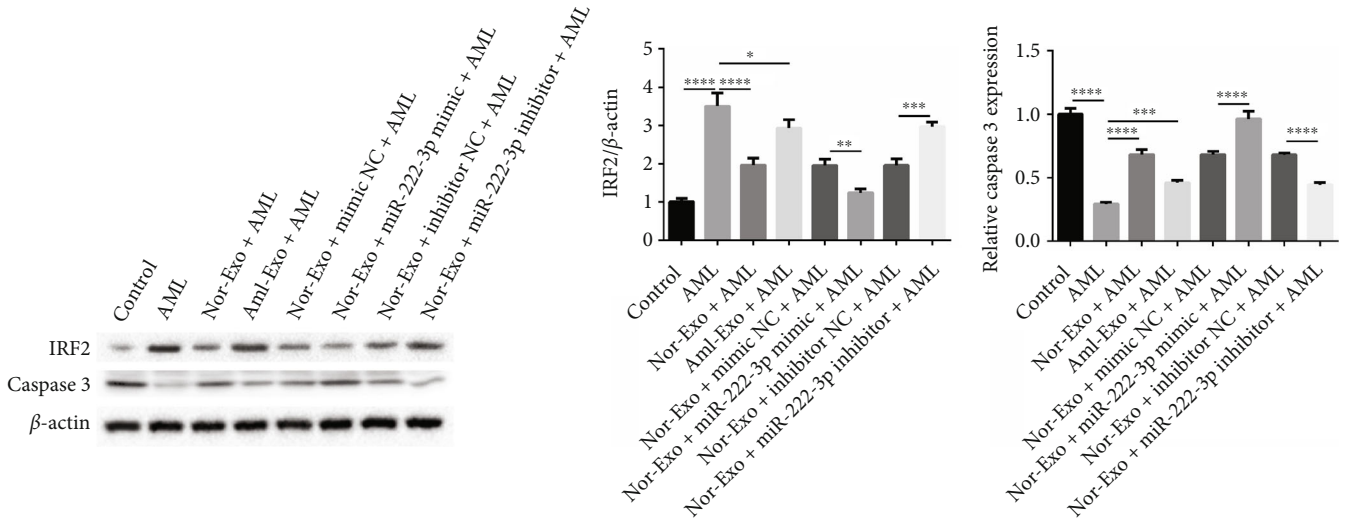 Control
AML
Nor-Exo + AML
Aml-Exo + AML
Nor-Exo + mimic NC + AML
Nor-Exo + miR-222-3p mimic + AML
Nor-Exo + inhibitor NC + AML
Nor-Exo + miR-222-3p inhibitor + AML
IRF2
Caspase 3
β-actin
IRF2/β-actin
5
4
3
2
1
0
*
**** ****
**
***
Control
AML
Nor-Exo + AML
Aml-Exo + AML
Nor-Exo + mimic NC + AML
Nor-Exo + miR-222-3p mimic + AML
Nor-Exo + inhibitor NC + AML
Nor-Exo + miR-222-3p inhibitor + AML
Relative caspase 3 expression
1.5
1.0
0.5
0.0
****
***
****
****
****
Control
AML
Nor-Exo + AML
Aml-Exo + AML
Nor-Exo + mimic NC + AML
Nor-Exo + miR-222-3p mimic + AML
Nor-Exo + inhibitor NC + AML
Nor-Exo + miR-222-3p inhibitor + AML